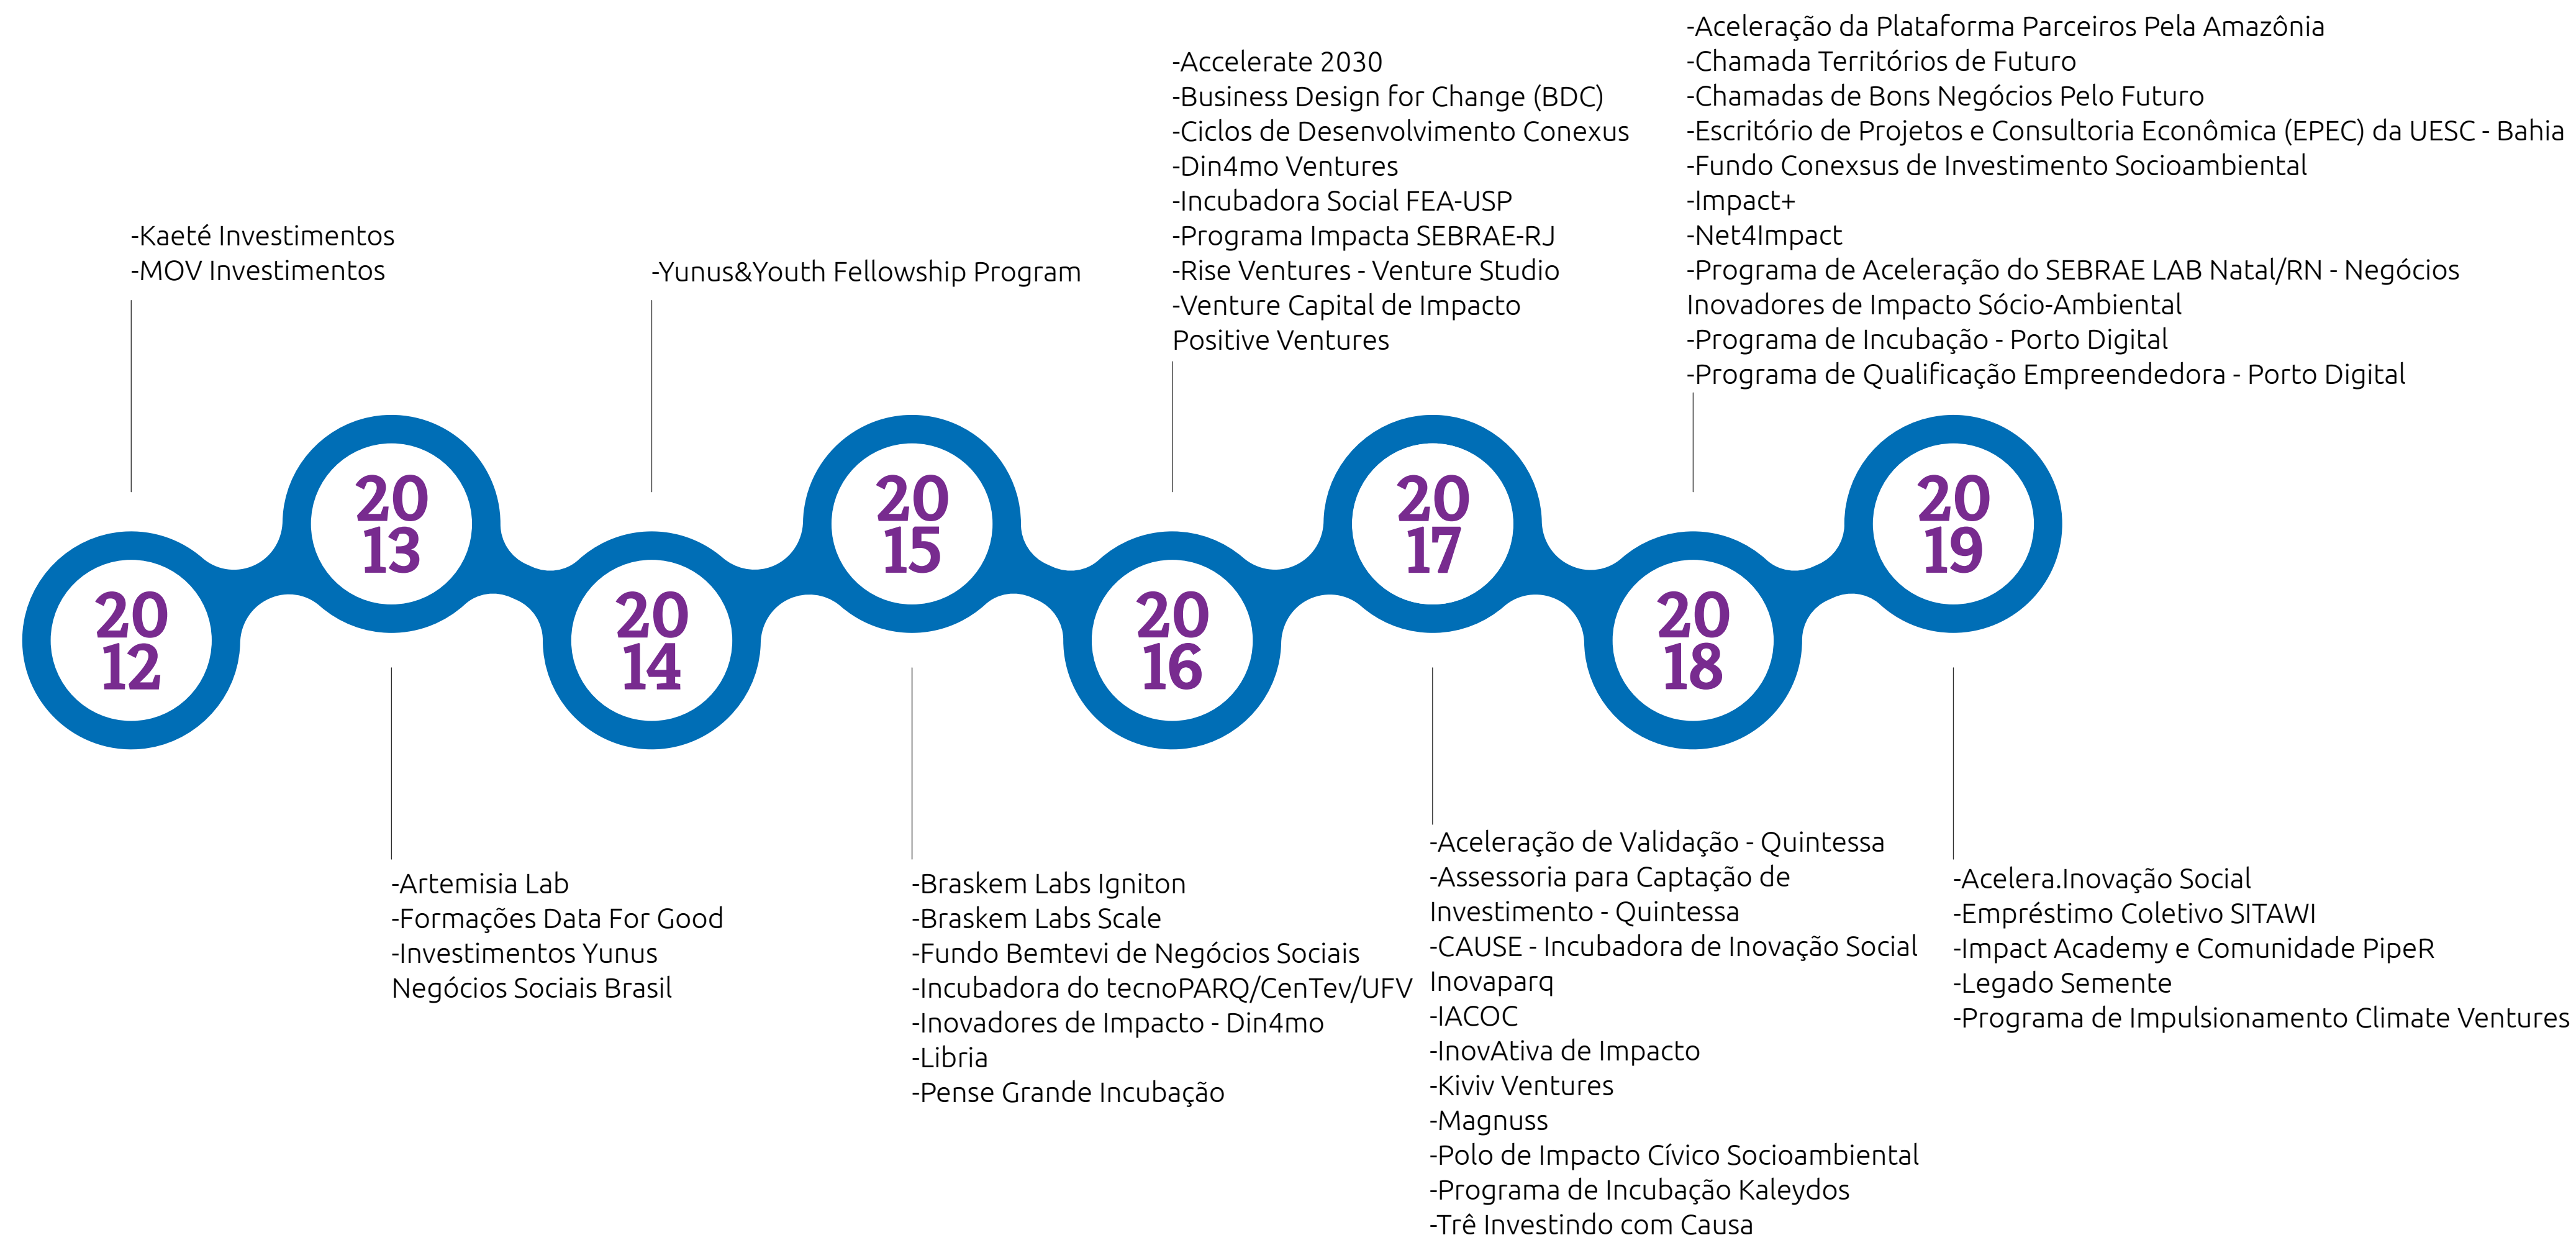 -Kaeté Investimentos
-MOV Investimentos
20
12
20
13
-Artemisia Lab
-Formações Data For Good
-Investimentos Yunus
Negócios Sociais Brasil
-Yunus&Youth Fellowship Program
20
14
20
15
-Braskem Labs Igniton
-Braskem Labs Scale
-Fundo Bemtevi de Negócios Sociais
-Incubadora do tecnoPARQ/CenTev/UFV
-Inovadores de Impacto - Din4mo
-Libria
-Pense Grande Incubação
-Accelerate 2030
-Business Design for Change (BDC)
-Ciclos de Desenvolvimento Conexus
-Din4mo Ventures
-Incubadora Social FEA-USP
-Programa Impacta SEBRAE-RJ
-Rise Ventures - Venture Studio
-Venture Capital de Impacto
Positive Ventures
20
16
20
17
-Aceleração de Validação - Quintessa
-Assessoria para Captação de
Investimento - Quintessa
-CAUSE - Incubadora de Inovação Social
Inovaparq
-IACOC
-InovAtiva de Impacto
-Kiviv Ventures
-Magnuss
-Polo de Impacto Cívico Socioambiental
-Programa de Incubação Kaleydos
-Trê Investindo com Causa
-Aceleração da Plataforma Parceiros Pela Amazônia
-Chamada Territórios de Futuro
-Chamadas de Bons Negócios Pelo Futuro
-Escritório de Projetos e Consultoria Econômica (EPEC) da UESC - Bahia
-Fundo Conexsus de Investimento Socioambiental
-Impact+
-Net4Impact
-Programa de Aceleração do SEBRAE LAB Natal/RN - Negócios
Inovadores de Impacto Sócio-Ambiental
-Programa de Incubação - Porto Digital
-Programa de Qualificação Empreendedora - Porto Digital
20
18
20
19
-Acelera.Inovação Social
-Empréstimo Coletivo SITAWI
-Impact Academy e Comunidade PipeR
-Legado Semente
-Programa de Impulsionamento Climate Ventures